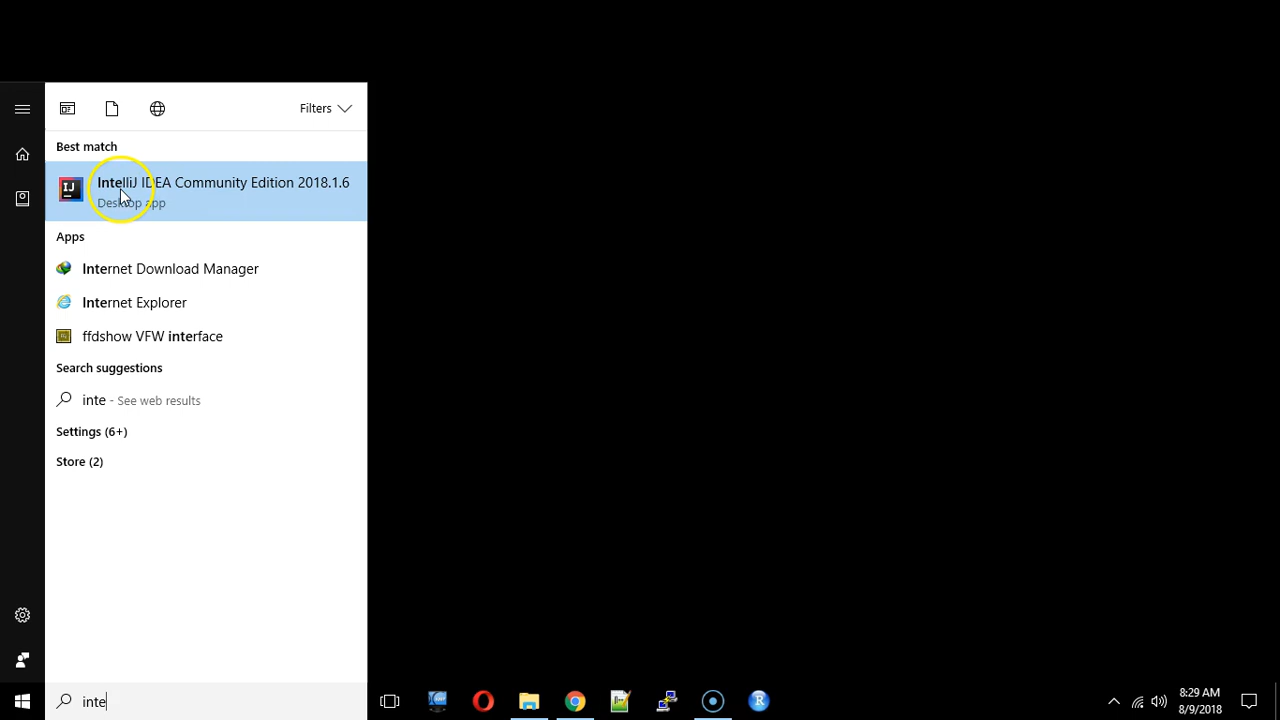 Filters
Best match
IJ
IntelliJ IDEA Community Edition 2018.1.6
Desktop app
Apps
Internet Download Manager
Internet Explorer
ffdshow VFW interface
Search suggestions
inte - See web results
Settings (6+)
Store (2)
inte
8:29 AM
8/9/2018